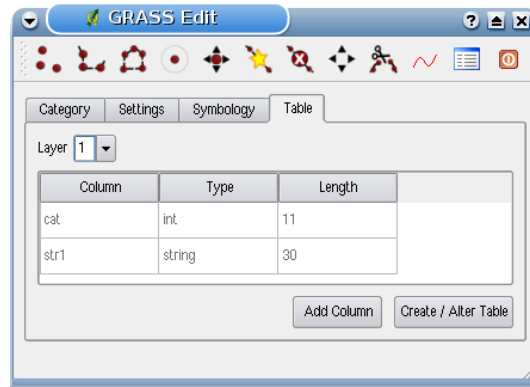 GRASS Edit
Category Settings Symbology Table
Layer 1
Column Type Length
cat int 11
str1 string 30
Add Column Create / Alter Table